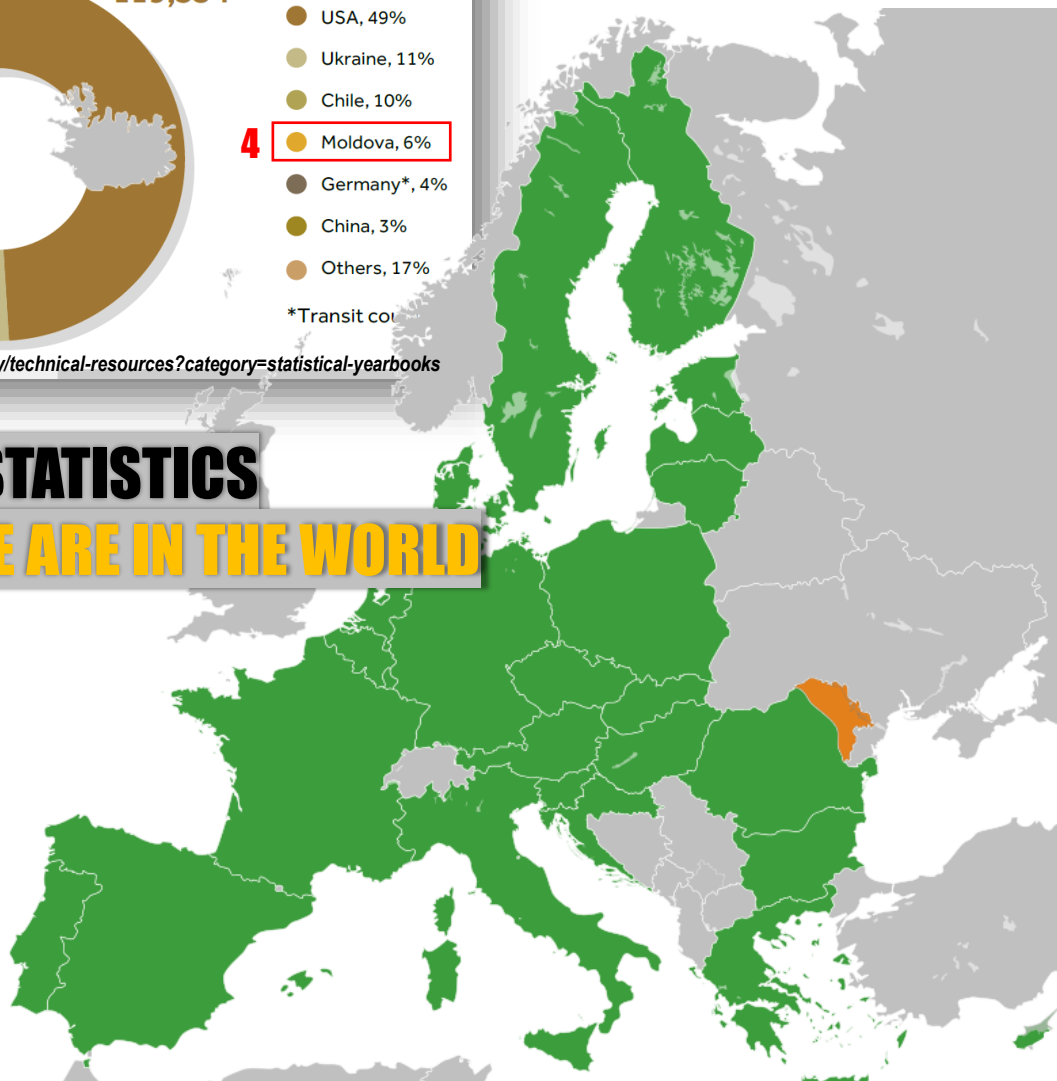 USA, 49%
Ukraine, 11%
Chile, 10%
4
Moldova, 6%
Germany*, 4%
China, 3%
Others, 17%
*Transit
/technical-resources?category=statistical-yearbooks
STATISTICS
ARE IN THE WORLD